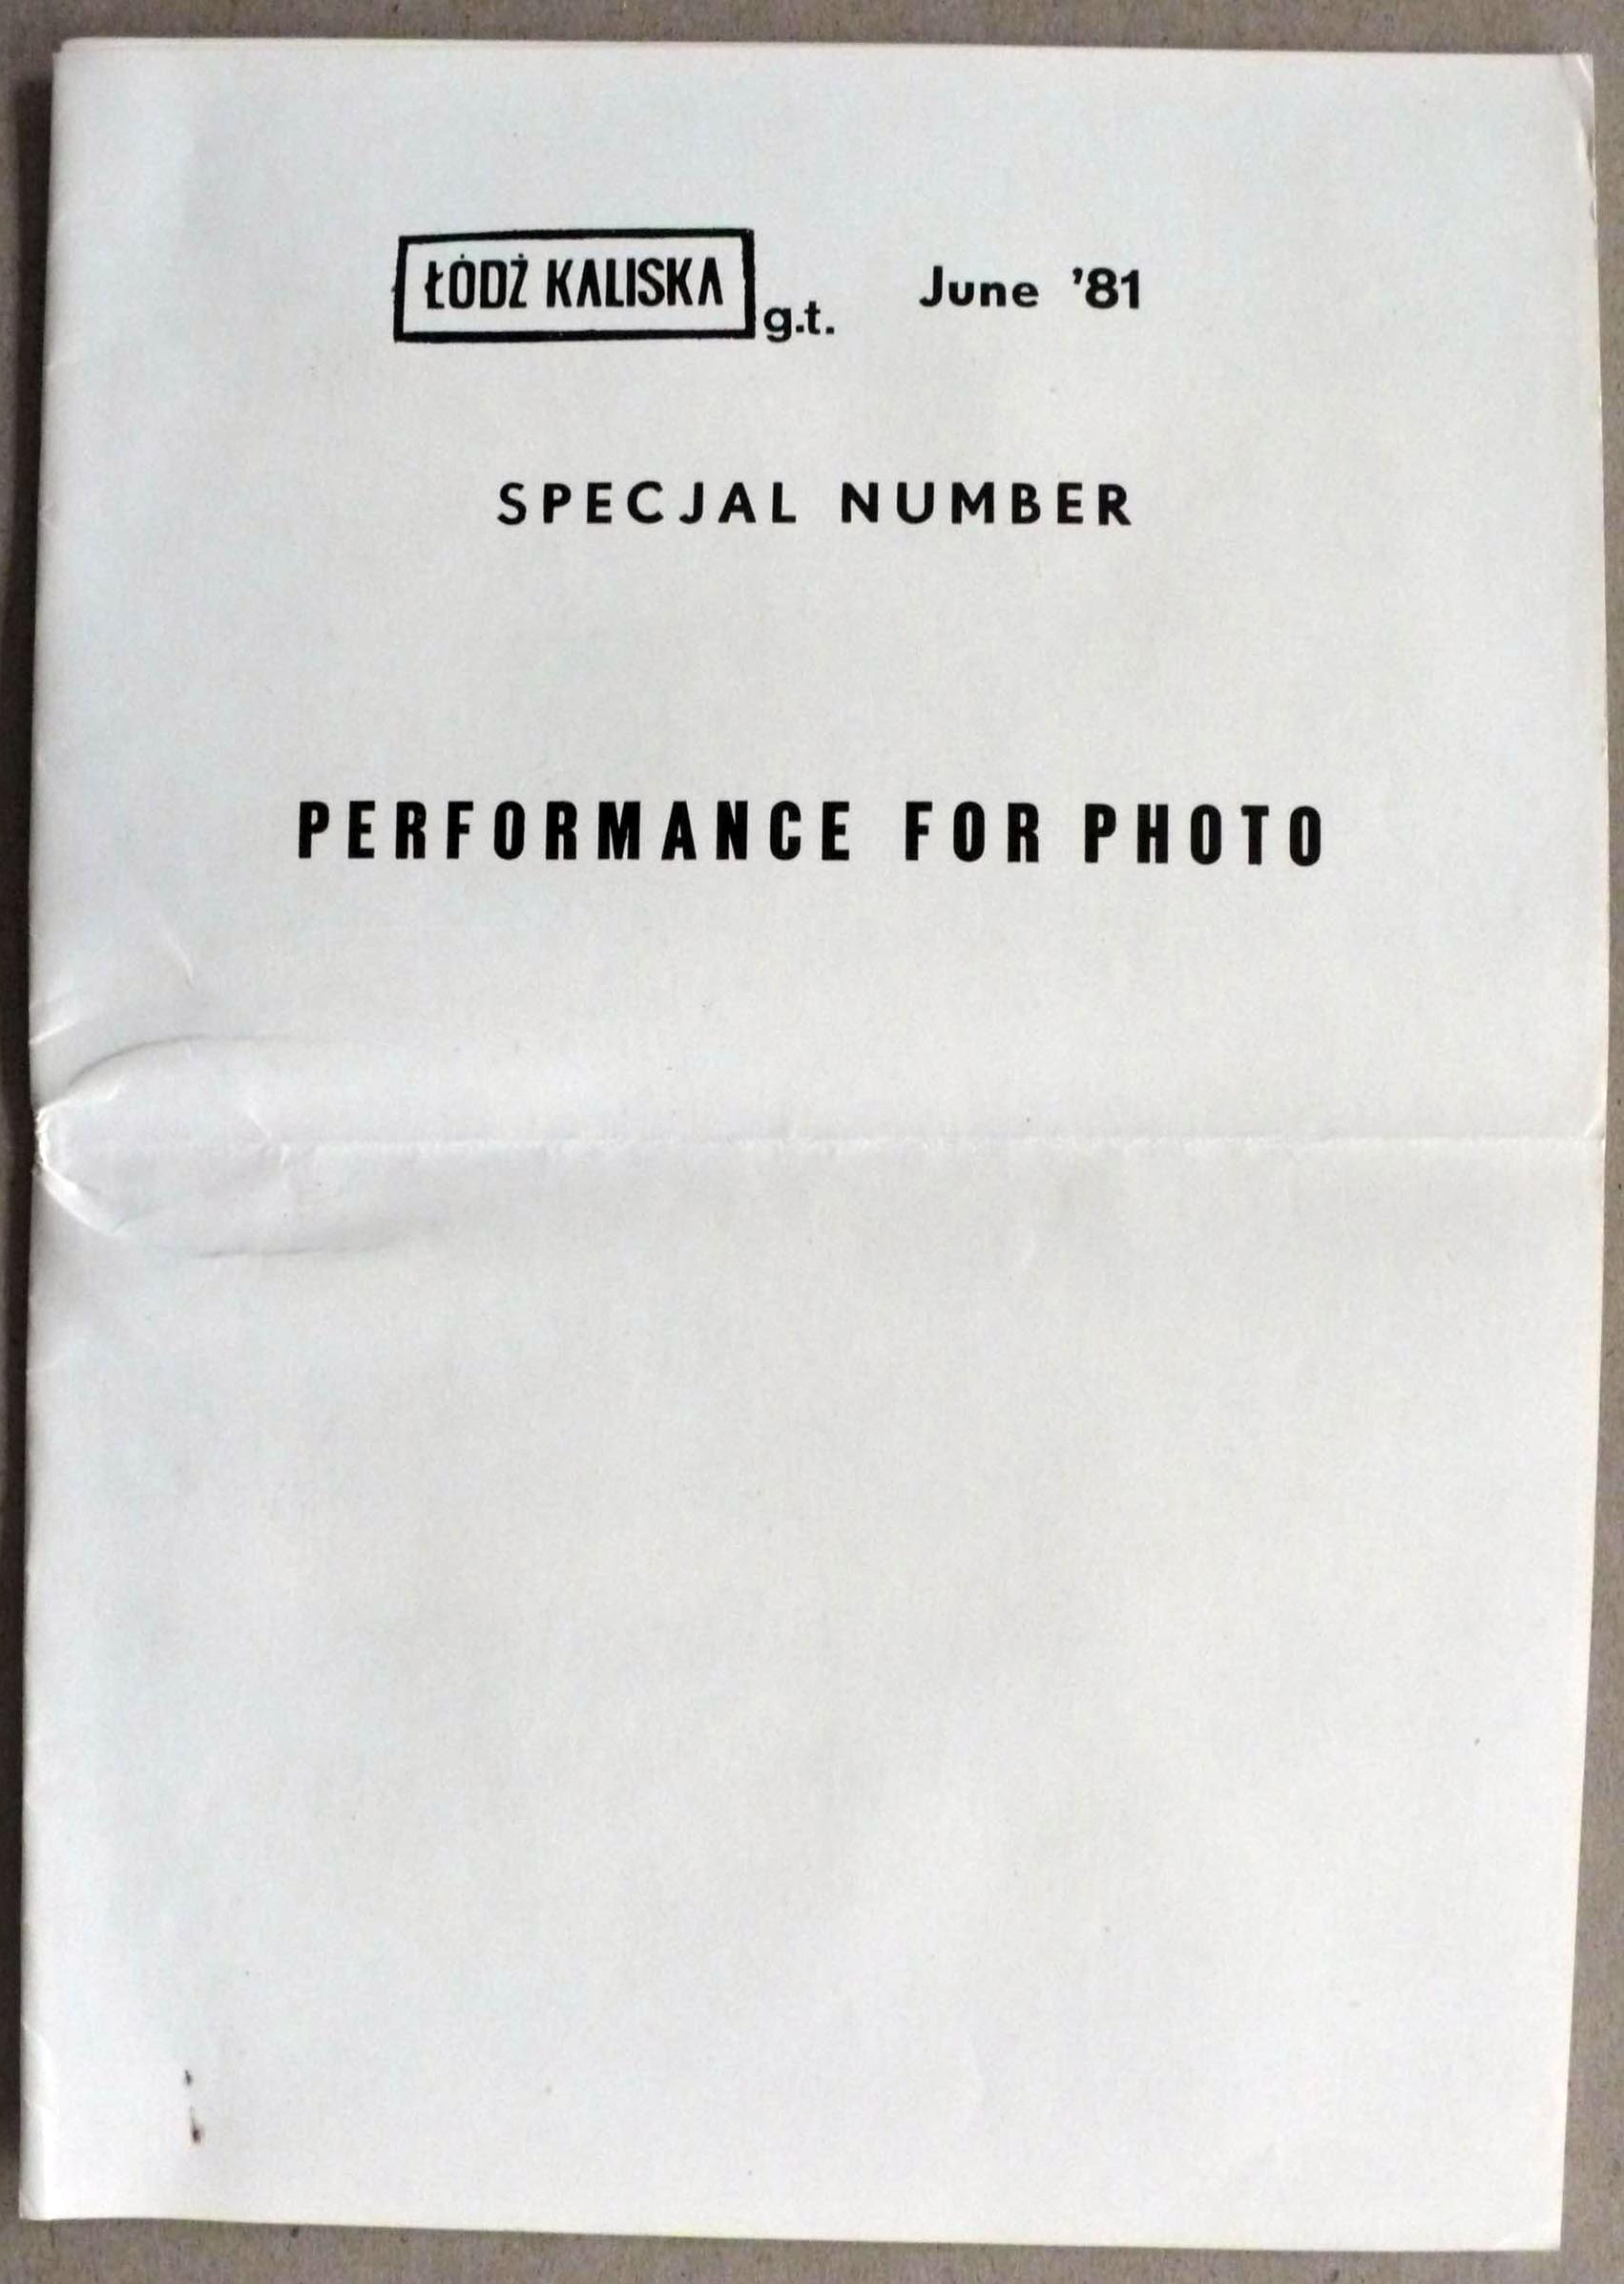 ŁÓDŹ KALISKA g.t. June '81
SPECJAL NUMBER
PERFORMANCE FOR PHOTO